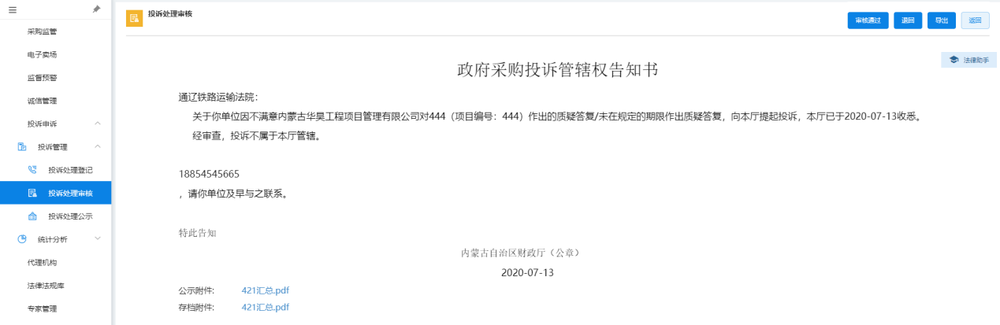 投诉处理审核
审核通过
退回
导出
返回
采购监管
电子卖场
监督预警
诚信管理
投诉申诉
投诉管理
投诉处理登记
投诉处理审核
投诉处理公示
统计分析
代理机构
法律法规库
专家管理
法律助手
政府采购投诉管辖权告知书
通辽铁路运输法院：
关于你单位因不满意内蒙古华昊工程项目管理有限公司对444（项目编号：444）作出的质疑答复/未在规定的期限作出质疑答复，向本厅提起投诉，本厅已于2020-07-13收悉。
经审查，投诉不属于本厅管辖。
18854545665
，请你单位及早与之联系。
特此告知
内蒙古自治区财政厅（公章）
2020-07-13
公示附件： 421汇总.pdf
存档附件： 421汇总.pdf